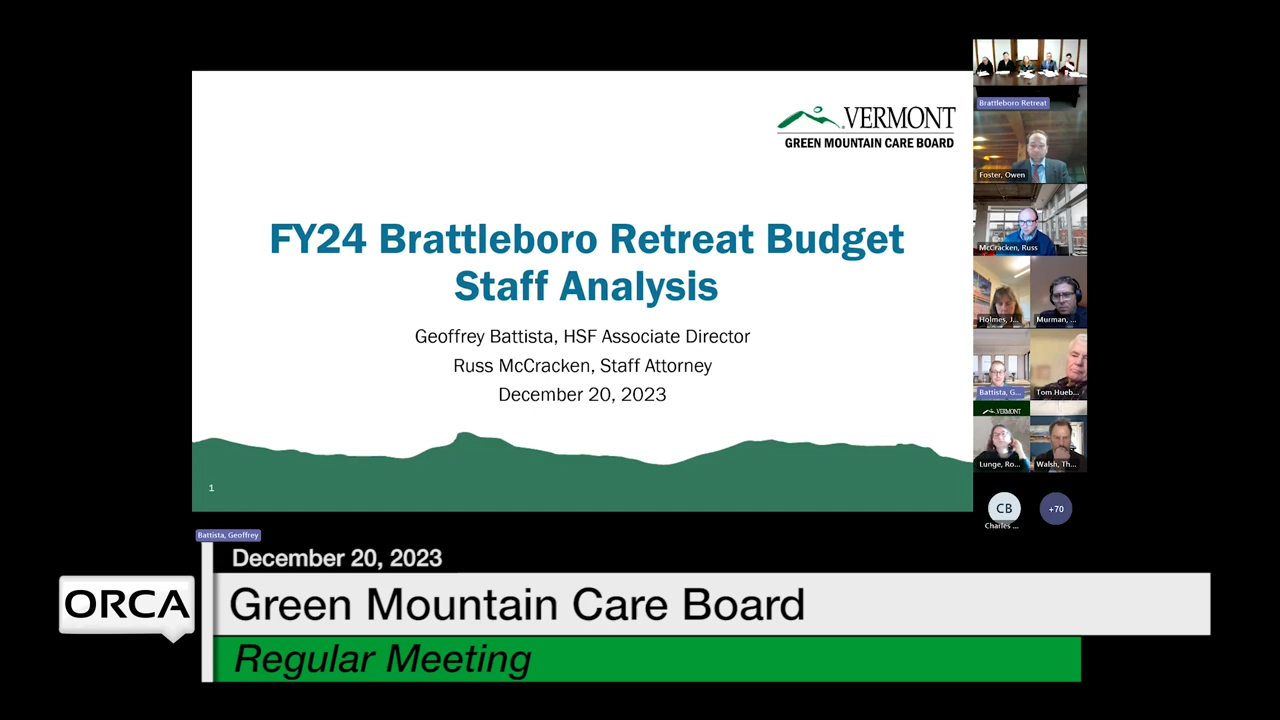 VERMONT
GREEN MOUNTAIN CARE BOARD
FY24 Brattleboro Retreat Budget
Staff Analysis
Geoffrey Battista, HSF Associate Director
Russ McCracken, Staff Attorney
December 20, 2023
1
Brattleboro Retreat
Foster, Owen
McCracken, Russ
Holmes, J...
Murman, ...
Battista, G...
Tom Hueb...
VERMONT
Lunge, Ro...
Walsh, Th...
CB
+70
Charles ...
Battista, Geoffrey
December 20, 2023
ORCA
Green Mountain Care Board
Regular Meeting